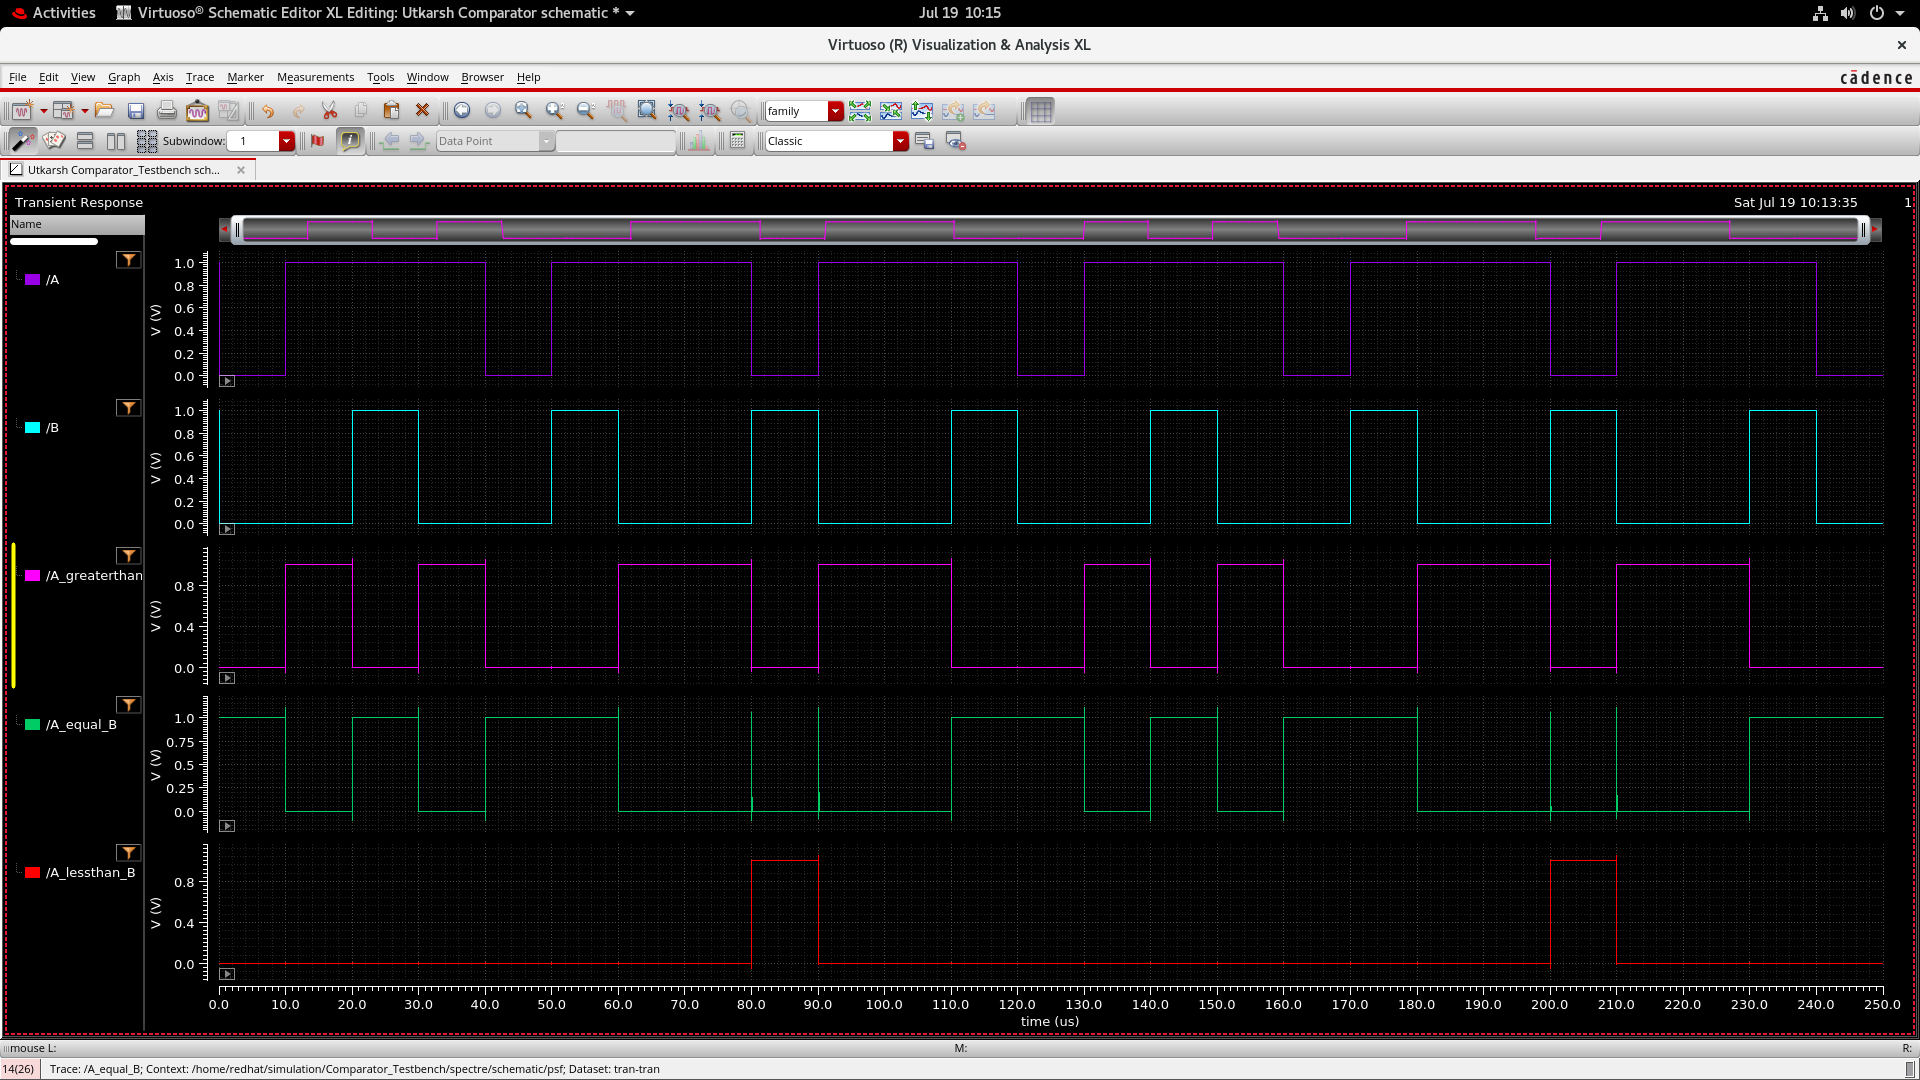 Activities Virtuoso® Schematic Editor XL Editing: Utkarsh Comparator schematic * Jul 19 10:15
Virtuoso (R) Visualization & Analysis XL
File Edit View Graph Axis Trace Marker Measurements Tools Window Browser Help
cādence
family
Subwindow: 1 Data Point Classic
Utkarsh Comparator_Testbench sch...
Transient Response Sat Jul 19 10:13:35 1
Name
/A
V (V)
1.0
0.8
0.6
0.4
0.2
0.0
/B
V (V)
1.0
0.8
0.6
0.4
0.2
0.0
/A_greaterthan
V (V)
0.8
0.4
0.0
/A_equal_B
V (V)
1.0
0.75
0.5
0.25
0.0
/A_lessthan_B
V (V)
0.8
0.4
0.0
0.0 10.0 20.0 30.0 40.0 50.0 60.0 70.0 80.0 90.0 100.0 110.0 120.0 130.0 140.0 150.0 160.0 170.0 180.0 190.0 200.0 210.0 220.0 230.0 240.0 250.0
time (us)
mouse L: M: R:
14(26) Trace: /A_equal_B; Context: /home/redhat/simulation/Comparator_Testbench/spectre/schematic/psf; Dataset: tran-tran